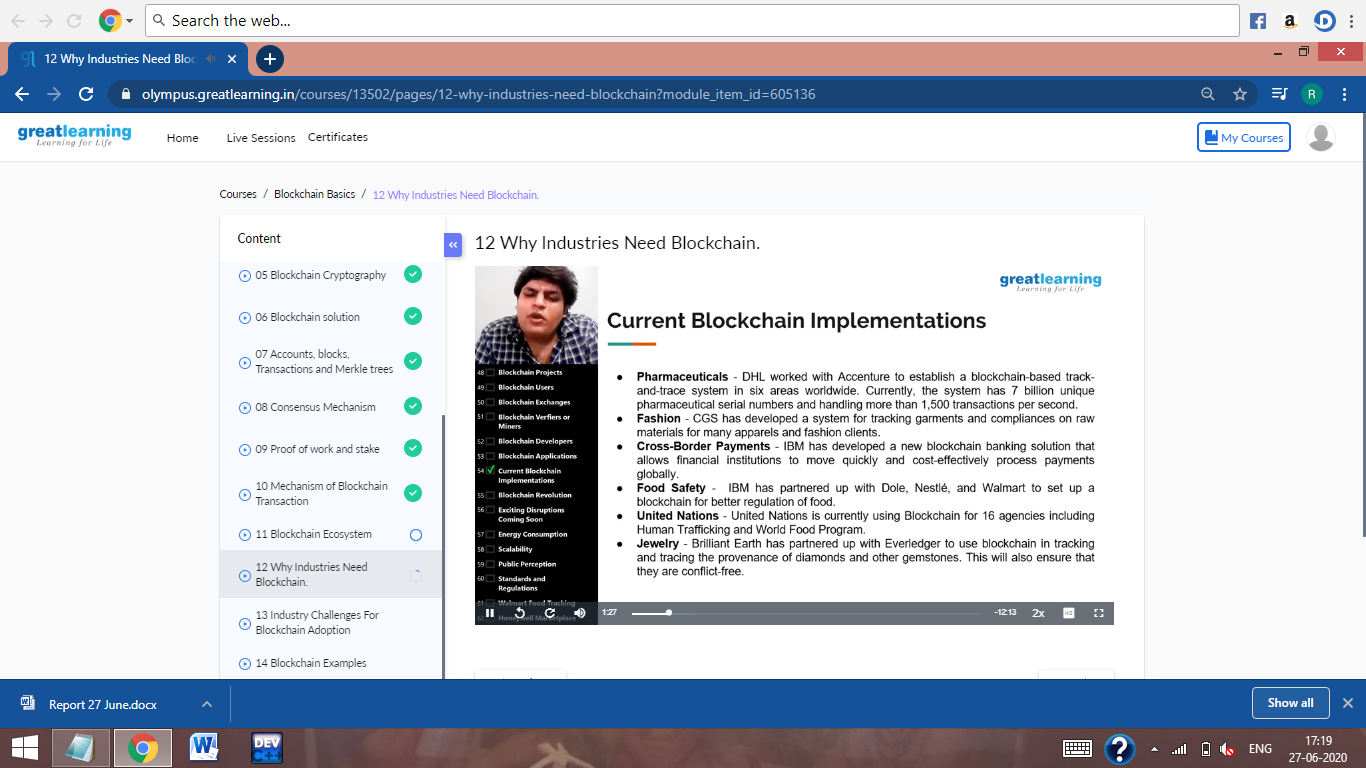 Search the web...
12 Why Industries Need Bloc
olympus.greatlearning.in/courses/13502/pages/12-why-industries-need-blockchain?module_item_id=605136
R
greatlearning
Learning for Life
Home
Live Sessions
Certificates
My Courses
Courses / Blockchain Basics / 12 Why Industries Need Blockchain.
Content
05 Blockchain Cryptography
06 Blockchain solution
07 Accounts, blocks,
Transactions and Merkle trees
08 Consensus Mechanism
09 Proof of work and stake
10 Mechanism of Blockchain
Transaction
11 Blockchain Ecosystem
12 Why Industries Need
Blockchain.
13 Industry Challenges For
Blockchain Adoption
14 Blockchain Examples
12 Why Industries Need Blockchain.
48 Blockchain Projects
49 Blockchain Users
50 Blockchain Exchanges
51 Blockchain Verfiers or
Miners
52 Blockchain Developers
53 Blockchain Applications
54 Current Blockchain
Implementations
55 Blockchain Revolution
56 Exciting Disruptions
Coming Soon
57 Energy Consumption
58 Scalability
59 Public Perception
60 Standards and
Regulations
61 Walmart Food Tracking
Honeywell Marketplace
greatlearning
Learning for Life
Current Blockchain Implementations
● Pharmaceuticals - DHL worked with Accenture to establish a blockchain-based track-
and-trace system in six areas worldwide. Currently, the system has 7 billion unique
pharmaceutical serial numbers and handling more than 1,500 transactions per second.
● Fashion - CGS has developed a system for tracking garments and compliances on raw
materials for many apparels and fashion clients.
● Cross-Border Payments - IBM has developed a new blockchain banking solution that
allows financial institutions to move quickly and cost-effectively process payments
globally.
● Food Safety - IBM has partnered up with Dole, Nestlé, and Walmart to set up a
blockchain for better regulation of food.
● United Nations - United Nations is currently using Blockchain for 16 agencies including
Human Trafficking and World Food Program.
● Jewelry - Brilliant Earth has partnered up with Everledger to use blockchain in tracking
and tracing the provenance of diamonds and other gemstones. This will also ensure that
they are conflict-free.
1:27
-12:13
2x
Report 27 June.docx
Show all
DEV
C++
ENG
17:19
27-06-2020